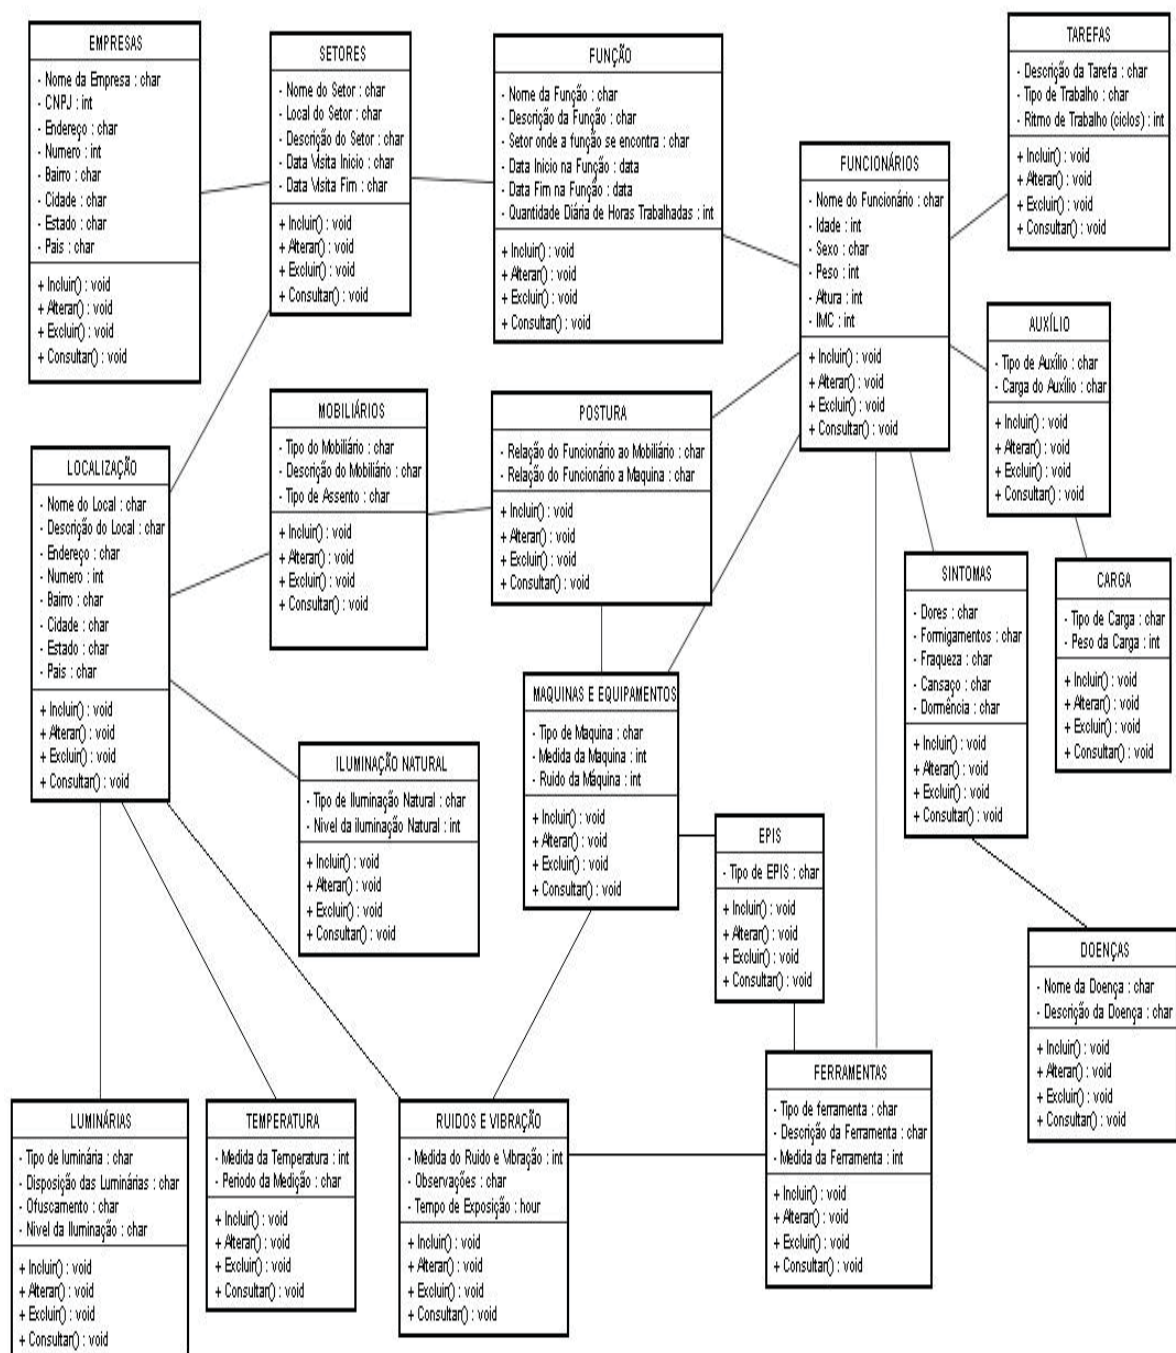 EMPRESAS
- Nome da Empresa : char
- CNPJ : int
- Endereço : char
- Numero : int
- Bairro : char
- Cidade : char
- Estado : char
- Pais : char
+ Incluir() : void
+ Alterar() : void
+ Excluir() : void
+ Consultar() : void
SETORES
- Nome do Setor : char
- Local do Setor : char
- Descrição do Setor : char
- Data Visita Inicio : char
- Data Visita Fim : char
+ Incluir() : void
+ Alterar() : void
+ Excluir() : void
+ Consultar() : void
FUNÇÃO
- Nome da Função : char
- Descrição da Função : char
- Setor onde a função se encontra : char
- Data Inicio na Função : data
- Data Fim na Função : data
- Quantidade Diária de Horas Trabalhadas : int
+ Incluir() : void
+ Alterar() : void
+ Excluir() : void
+ Consultar() : void
FUNCIONÁRIOS
- Nome do Funcionário : char
- Idade : int
- Sexo : char
- Peso : int
- Altura : int
- IMC : int
+ Incluir() : void
+ Alterar() : void
+ Excluir() : void
+ Consultar() : void
TAREFAS
- Descrição da Tarefa : char
- Tipo de Trabalho : char
- Ritmo de Trabalho (ciclos) : int
+ Incluir() : void
+ Alterar() : void
+ Excluir() : void
+ Consultar() : void
AUXÍLIO
- Tipo de Auxílio : char
- Carga do Auxílio : char
+ Incluir() : void
+ Alterar() : void
+ Excluir() : void
+ Consultar() : void
MOBILIÁRIOS
- Tipo do Mobiliário : char
- Descrição do Mobiliário : char
- Tipo de Assento : char
+ Incluir() : void
+ Alterar() : void
+ Excluir() : void
+ Consultar() : void
POSTURA
- Relação do Funcionário ao Mobiliário : char
- Relação do Funcionário a Maquina : char
+ Incluir() : void
+ Alterar() : void
+ Excluir() : void
+ Consultar() : void
LOCALIZAÇÃO
- Nome do Local : char
- Descrição do Local : char
- Endereço : char
- Numero : int
- Bairro : char
- Cidade : char
- Estado : char
- Pais : char
+ Incluir() : void
+ Alterar() : void
+ Excluir() : void
+ Consultar() : void
SINTOMAS
- Dores : char
- Formigamentos : char
- Fraqueza : char
- Cansaço : char
- Dormência : char
+ Incluir() : void
+ Alterar() : void
+ Excluir() : void
+ Consultar() : void
CARGA
- Tipo de Carga : char
- Peso da Carga : int
+ Incluir() : void
+ Alterar() : void
+ Excluir() : void
+ Consultar() : void
MAQUINAS E EQUIPAMENTOS
- Tipo de Maquina : char
- Medida da Maquina : int
- Ruido da Máquina : int
+ Incluir() : void
+ Alterar() : void
+ Excluir() : void
+ Consultar() : void
ILUMINAÇÃO NATURAL
- Tipo de Iluminação Natural : char
- Nivel da iluminação Natural : int
+ Incluir() : void
+ Alterar() : void
+ Excluir() : void
+ Consultar() : void
EPIS
- Tipo de EPIS : char
+ Incluir() : void
+ Alterar() : void
+ Excluir() : void
+ Consultar() : void
DOENÇAS
- Nome da Doença : char
- Descrição da Doença : char
+ Incluir() : void
+ Alterar() : void
+ Excluir() : void
+ Consultar() : void
LUMINÁRIAS
- Tipo de luminária : char
- Disposição das Luminárias : char
- Ofuscamento : char
- Nivel da Iluminação : char
+ Incluir() : void
+ Alterar() : void
+ Excluir() : void
+ Consultar() : void
TEMPERATURA
- Medida da Temperatura : int
- Periodo da Medição : char
+ Incluir() : void
+ Alterar() : void
+ Excluir() : void
+ Consultar() : void
RUIDOS E VIBRAÇÃO
- Medida do Ruido e Vibração : int
- Observações : char
- Tempo de Exposição : hour
+ Incluir() : void
+ Alterar() : void
+ Excluir() : void
+ Consultar() : void
FERRAMENTAS
- Tipo de ferramenta : char
- Descrição da Ferramenta : char
- Medida da Ferramenta : int
+ Incluir() : void
+ Alterar() : void
+ Excluir() : void
+ Consultar() : void